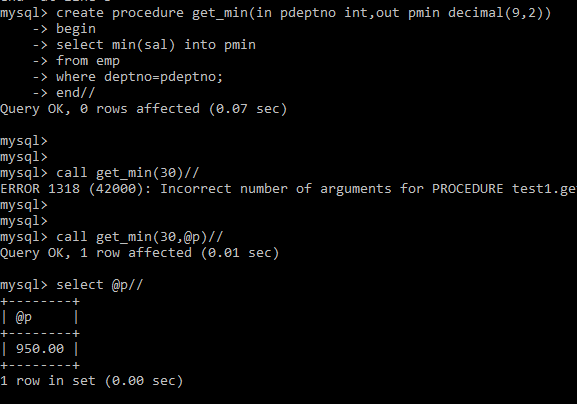 mysql> create procedure get_min(in pdeptno int,out pmin decimal(9,2))
    -> begin
    -> select min(sal) into pmin
    -> from emp
    -> where deptno=pdeptno;
    -> end//
Query OK, 0 rows affected (0.07 sec)
mysql>
mysql>
mysql> call get_min(30)//
ERROR 1318 (42000): Incorrect number of arguments for PROCEDURE test1.ge
mysql>
mysql>
mysql> call get_min(30,@p)//
Query OK, 1 row affected (0.01 sec)
mysql> select @p//
+--------+
| @p     |
+--------+
| 950.00 |
+--------+
1 row in set (0.00 sec)